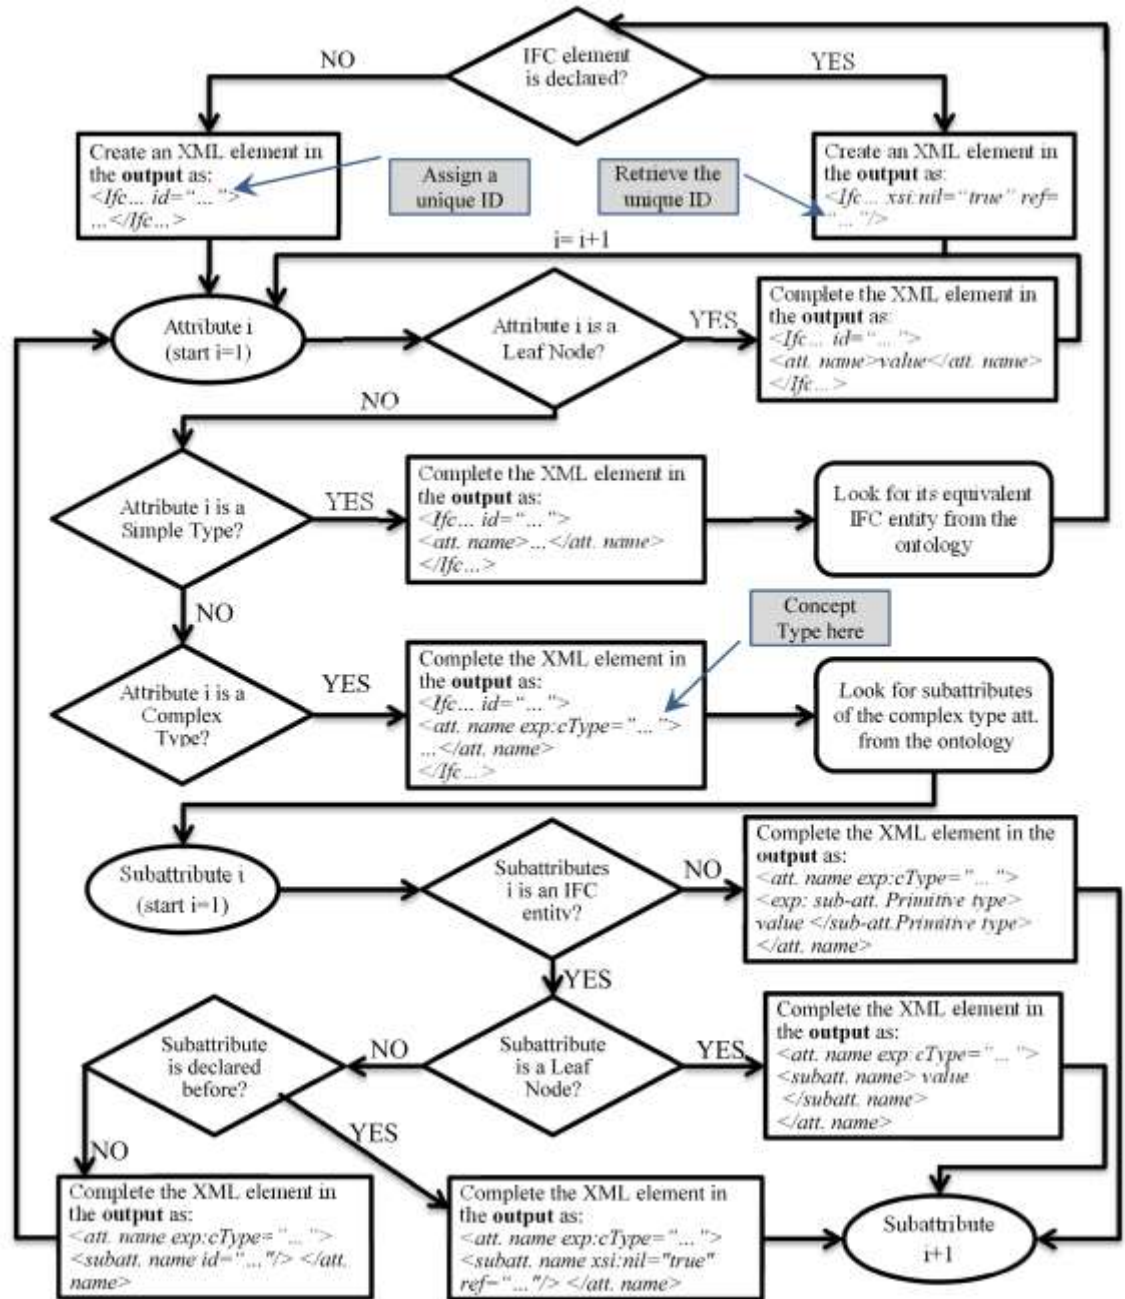 IFC element
is declared?
NO
YES
Create an XML element in
the output as:
<Ifc... id="...">
...</Ifc...>
Assign a
unique ID
Retrieve the
unique ID
Create an XML element in
the output as:
<Ifc... xsi:nil="true" ref=
"..."/>
i= i+1
Attribute i
(start i=1)
Attribute i is a
Leaf Node?
YES
Complete the XML element in
the output as:
<Ifc... id="...">
<att. name>value</att. name>
</Ifc...>
NO
Attribute i is a
Simple Type?
YES
Complete the XML element in
the output as:
<Ifc... id="...">
<att. name>...</att. name>
</Ifc...>
Look for its equivalent
IFC entity from the
ontology
NO
Concept
Type here
Attribute i is a
Complex
Type?
YES
Complete the XML element in
the output as:
<Ifc... id="...">
<att. name exp:cType="...">
...</att. name>
</Ifc...>
Look for subattributes
of the complex type att.
from the ontology
Subattribute i
(start i=1)
Subattributes
i is an IFC
entity?
NO
Complete the XML element in the
output as:
<att. name exp:cType="...">
<exp: sub-att. Primitive type>
value </sub-att.Primitive type>
</att. name>
YES
Subattribute
is declared
before?
NO
Subattribute
is a Leaf
Node?
YES
Complete the XML element in
the output as:
<att. name exp:cType="...">
<subatt. name> value
</subatt. name>
</att. name>
NO
YES
Complete the XML element in
the output as:
<att. name exp:cType="...">
<subatt. name id="..."/> </att.
name>
Complete the XML element in
the output as:
<att. name exp:cType="...">
<subatt. name xsi:nil="true"
ref="..."/> </att. name>
Subattribute
i+1